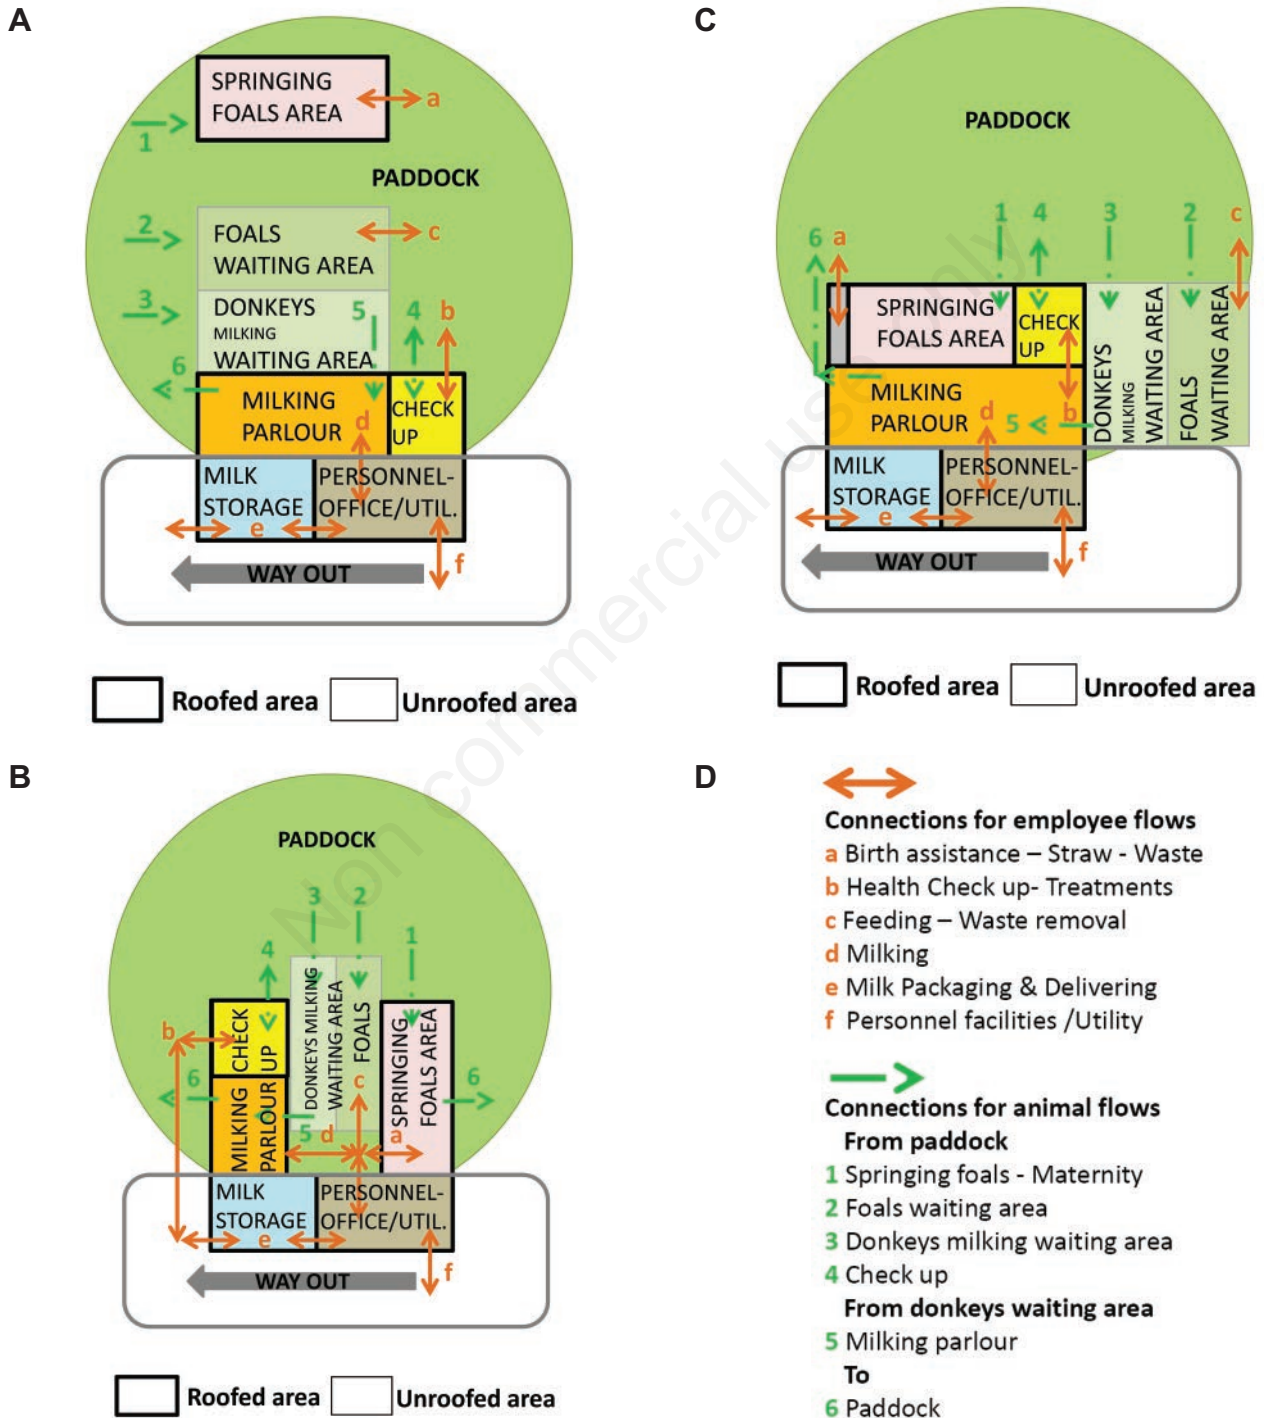 A
SPRINGING
FOALS AREA
a
1
PADDOCK
2
FOALS
WAITING AREA
c
3
DONKEYS
MILKING
WAITING AREA
5
4
b
6
MILKING
PARLOUR
d
CHECK
UP
MILK
STORAGE
PERSONNEL-
OFFICE/UTIL.
e
f
WAY OUT
Roofed area
Unroofed area
C
PADDOCK
1
4
3
2
c
6
a
SPRINGING
FOALS AREA
CHECK
UP
DONKEYS
MILKING
WAITING AREA
FOALS
WAITING AREA
MILKING
PARLOUR
d
5
b
MILK
STORAGE
PERSONNEL-
OFFICE/UTIL.
e
f
WAY OUT
Roofed area
Unroofed area
B
PADDOCK
3
2
4
1
b
CHECK
UP
DONKEYS MILKING
WAITING AREA
FOALS
SPRINGING
FOALS AREA
6
MILKING
PARLOUR
c
6
5
d
a
MILK
STORAGE
PERSONNEL-
OFFICE/UTIL.
e
f
WAY OUT
Roofed area
Unroofed area
D
Connections for employee flows
a Birth assistance – Straw - Waste
b Health Check up- Treatments
c Feeding – Waste removal
d Milking
e Milk Packaging & Delivering
f Personnel facilities /Utility
Connections for animal flows
From paddock
1 Springing foals - Maternity
2 Foals waiting area
3 Donkeys milking waiting area
4 Check up
From donkeys waiting area
5 Milking parlour
To
6 Paddock
Non commercial use only